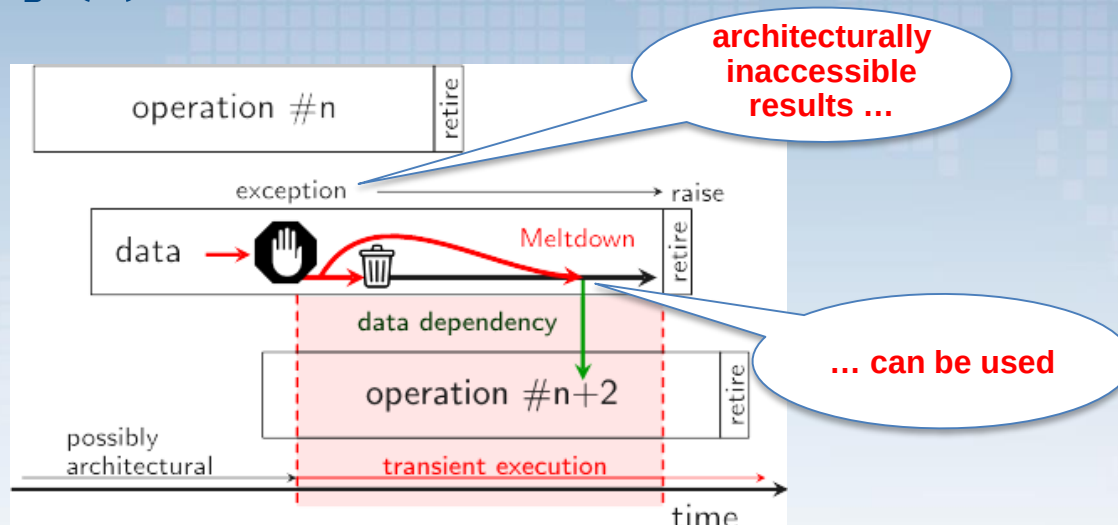 architecturally
inaccessible
results …
operation #n
retire
exception
raise
data
Meltdown
retire
data dependency
… can be used
operation #n+2
retire
possibly
architectural
transient execution
time